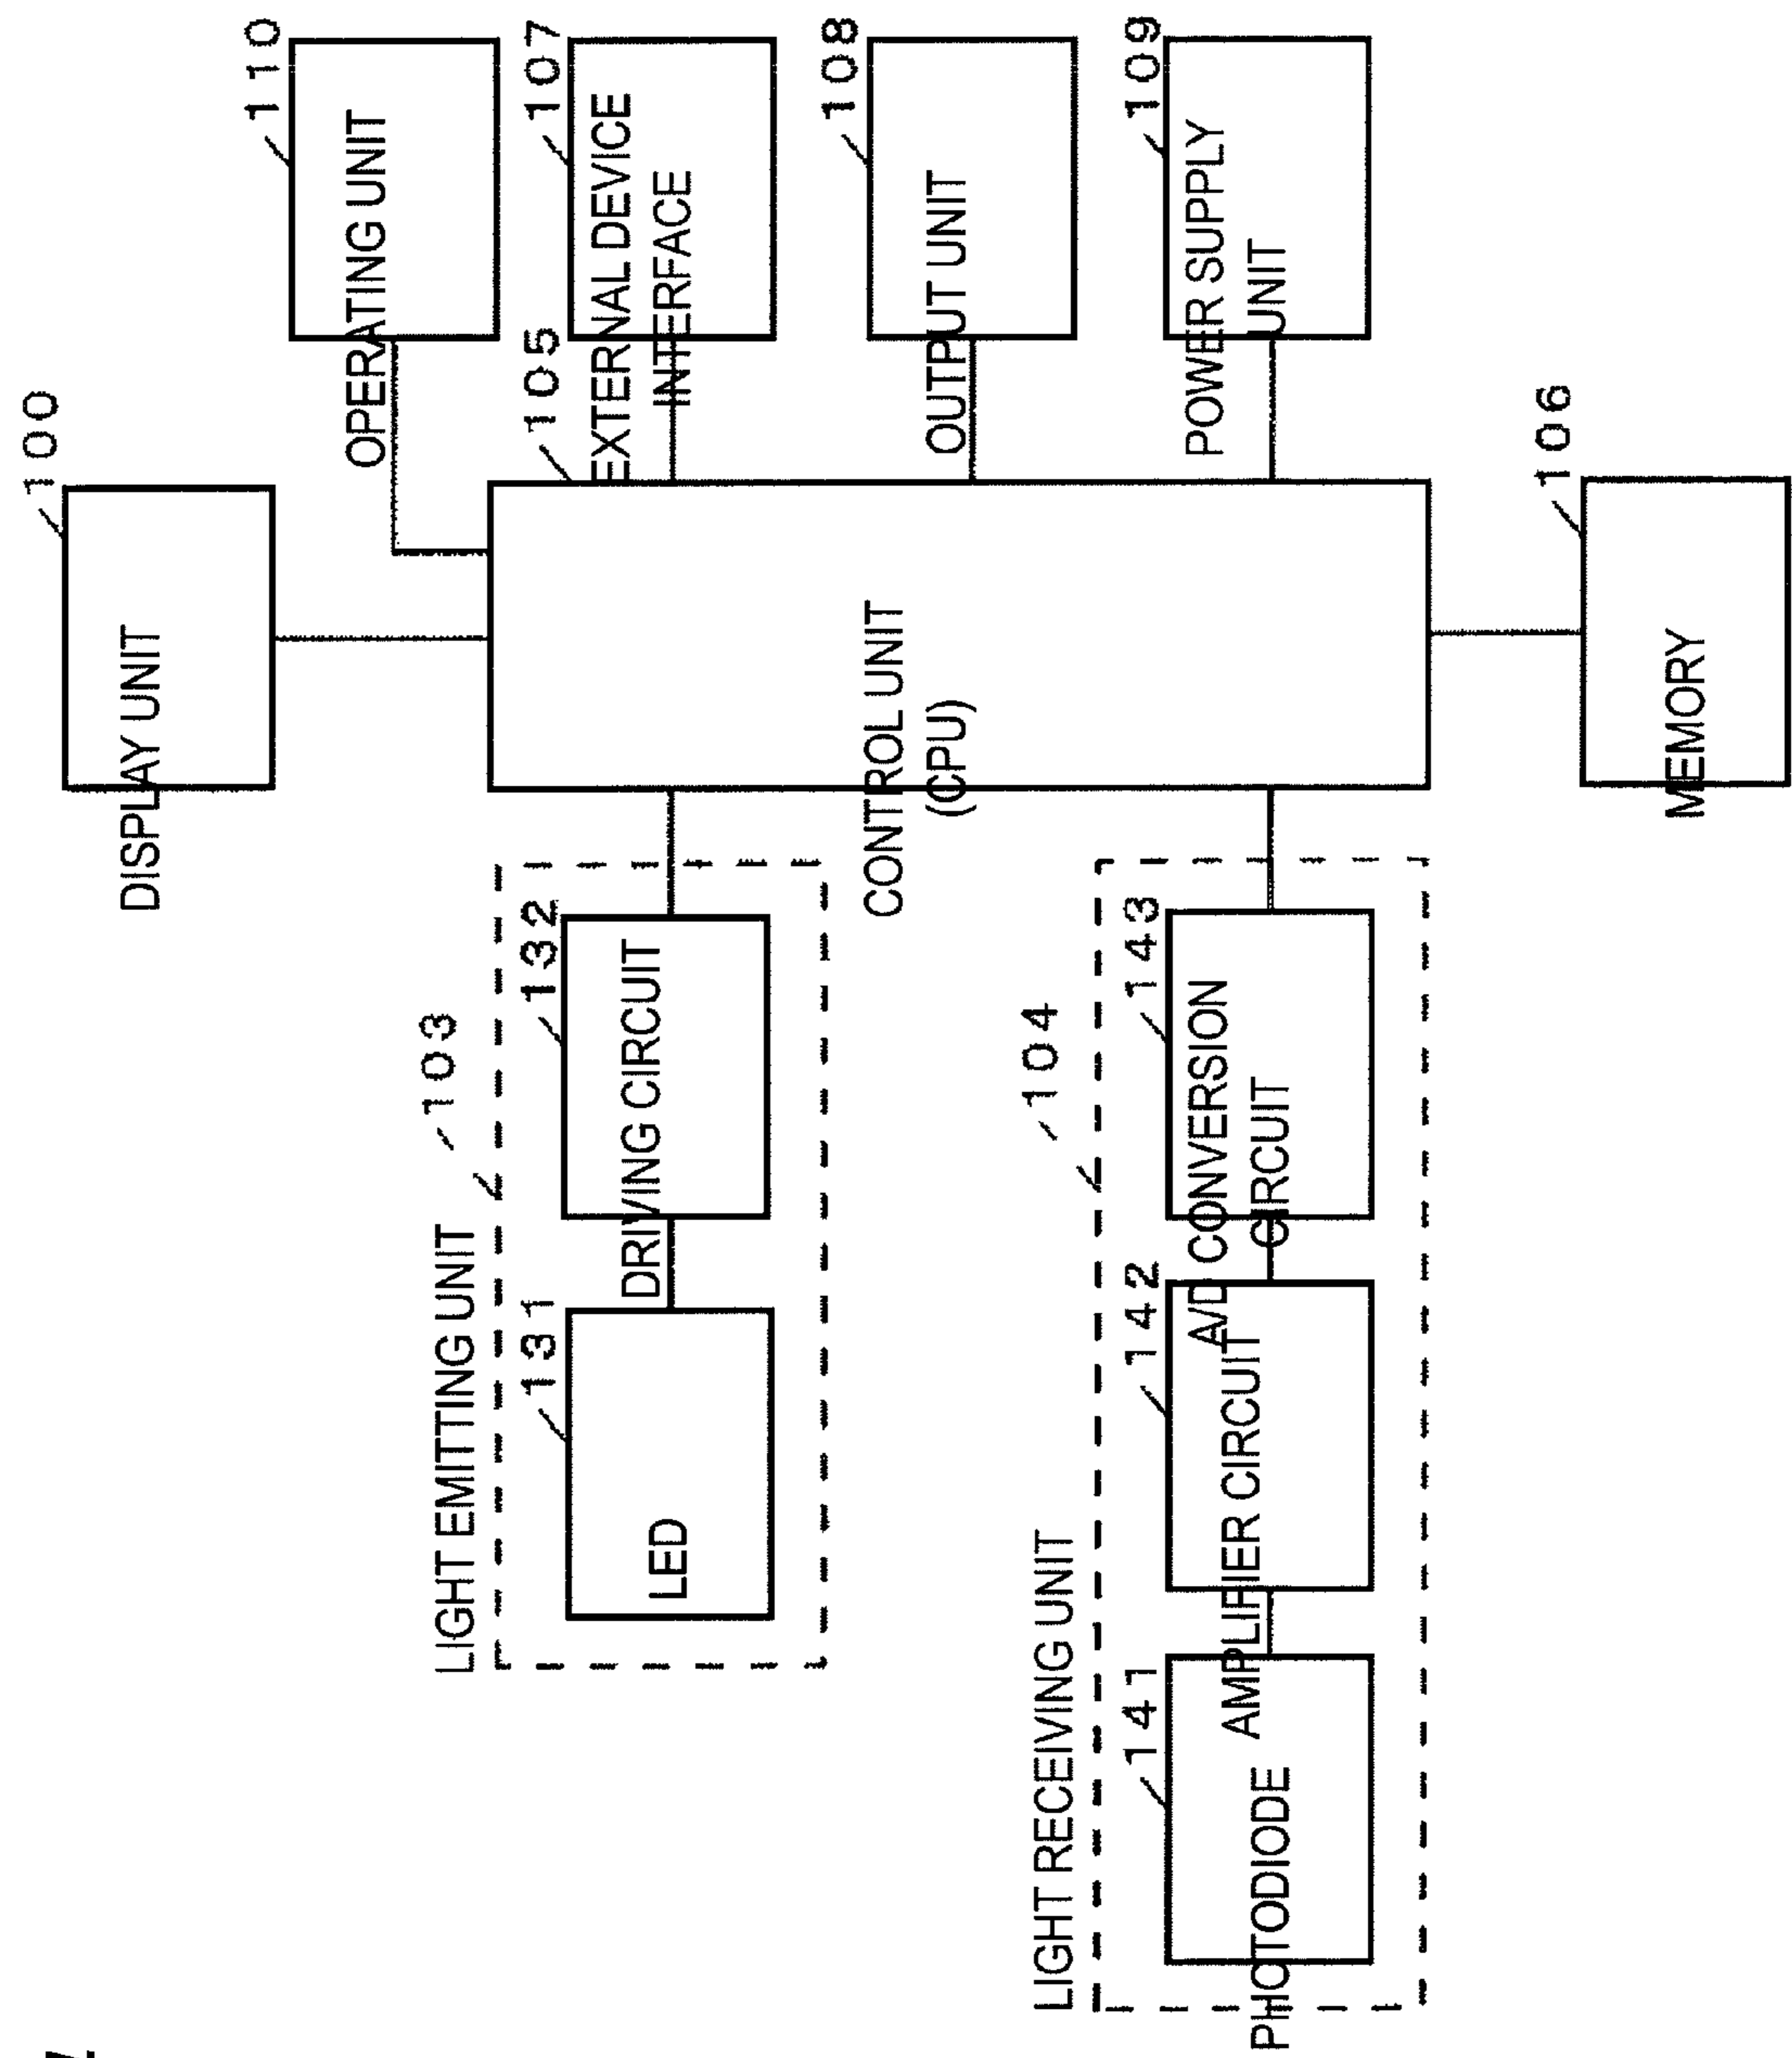 100
DISPLAY UNIT
110
OPERATING UNIT
103
LIGHT EMITTING UNIT
131
LED
132
DRIVING CIRCUIT
105
CONTROL UNIT
(CPU)
107
EXTERNAL DEVICE
INTERFACE
108
OUTPUT UNIT
104
LIGHT RECEIVING UNIT
141
PHOTODIODE
142
AMPLIFIER CIRCUIT
143
A/D CONVERSION
CIRCUIT
109
POWER SUPPLY
UNIT
106
MEMORY